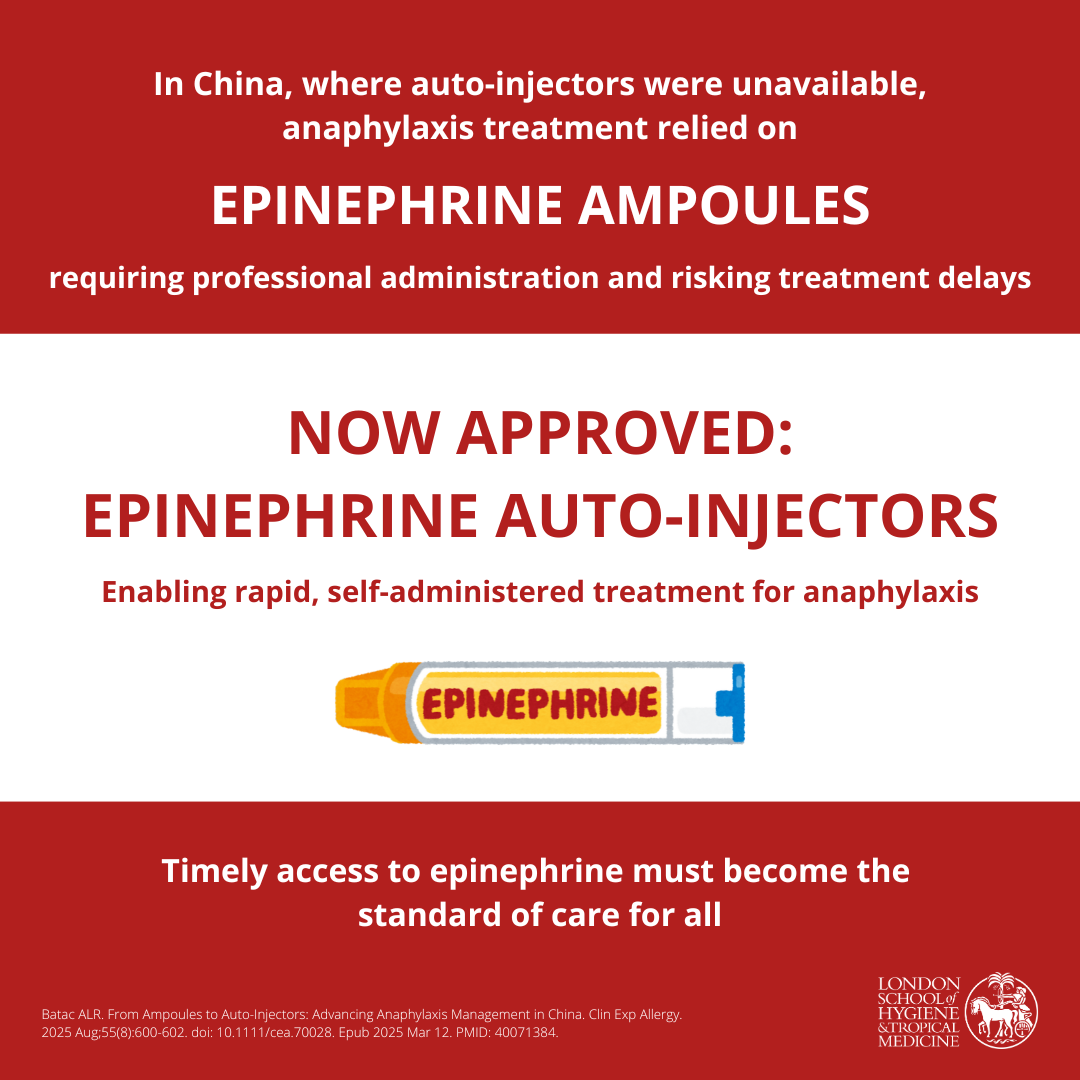 In China, where auto-injectors were unavailable,
anaphylaxis treatment relied on
EPINEPHRINE AMPOULES
requiring professional administration and risking treatment delays
NOW APPROVED:
EPINEPHRINE AUTO-INJECTORS
Enabling rapid, self-administered treatment for anaphylaxis
EPINEPHRINE
Timely access to epinephrine must become the
standard of care for all
Batac ALR. From Ampoules to Auto-Injectors: Advancing Anaphylaxis Management in China. Clin Exp Allergy.
2025 Aug;55(8):600-602. doi: 10.1111/cea.70028. Epub 2025 Mar 12. PMID: 40071384.
LONDON
SCHOOL of
HYGIENE
&TROPICAL
MEDICINE